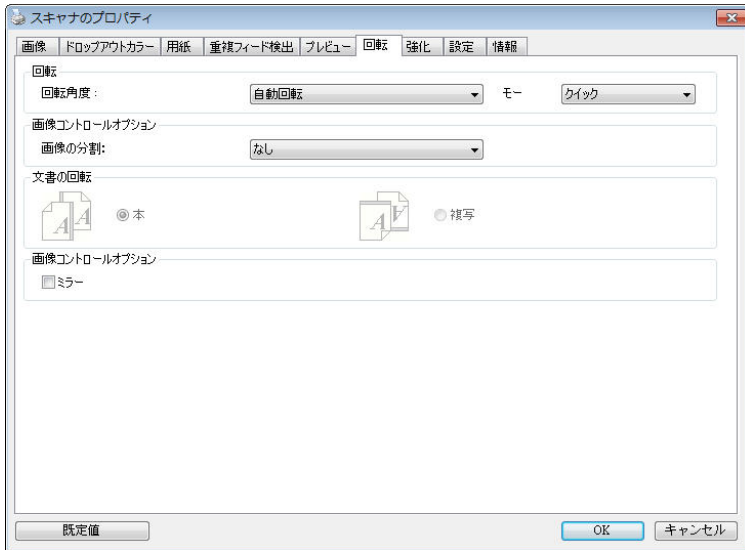 スキャナのプロパティ
画像 ドロップアウトカラー 用紙 重複フィード検出 プレビュー 回転 強化 設定 情報
回転
回転角度: 自動回転 モー クイック
画像コントロールオプション
画像の分割: なし
文書の回転
A A 本 A A 複写
画像コントロールオプション
ミラー
既定値 OK キャンセル